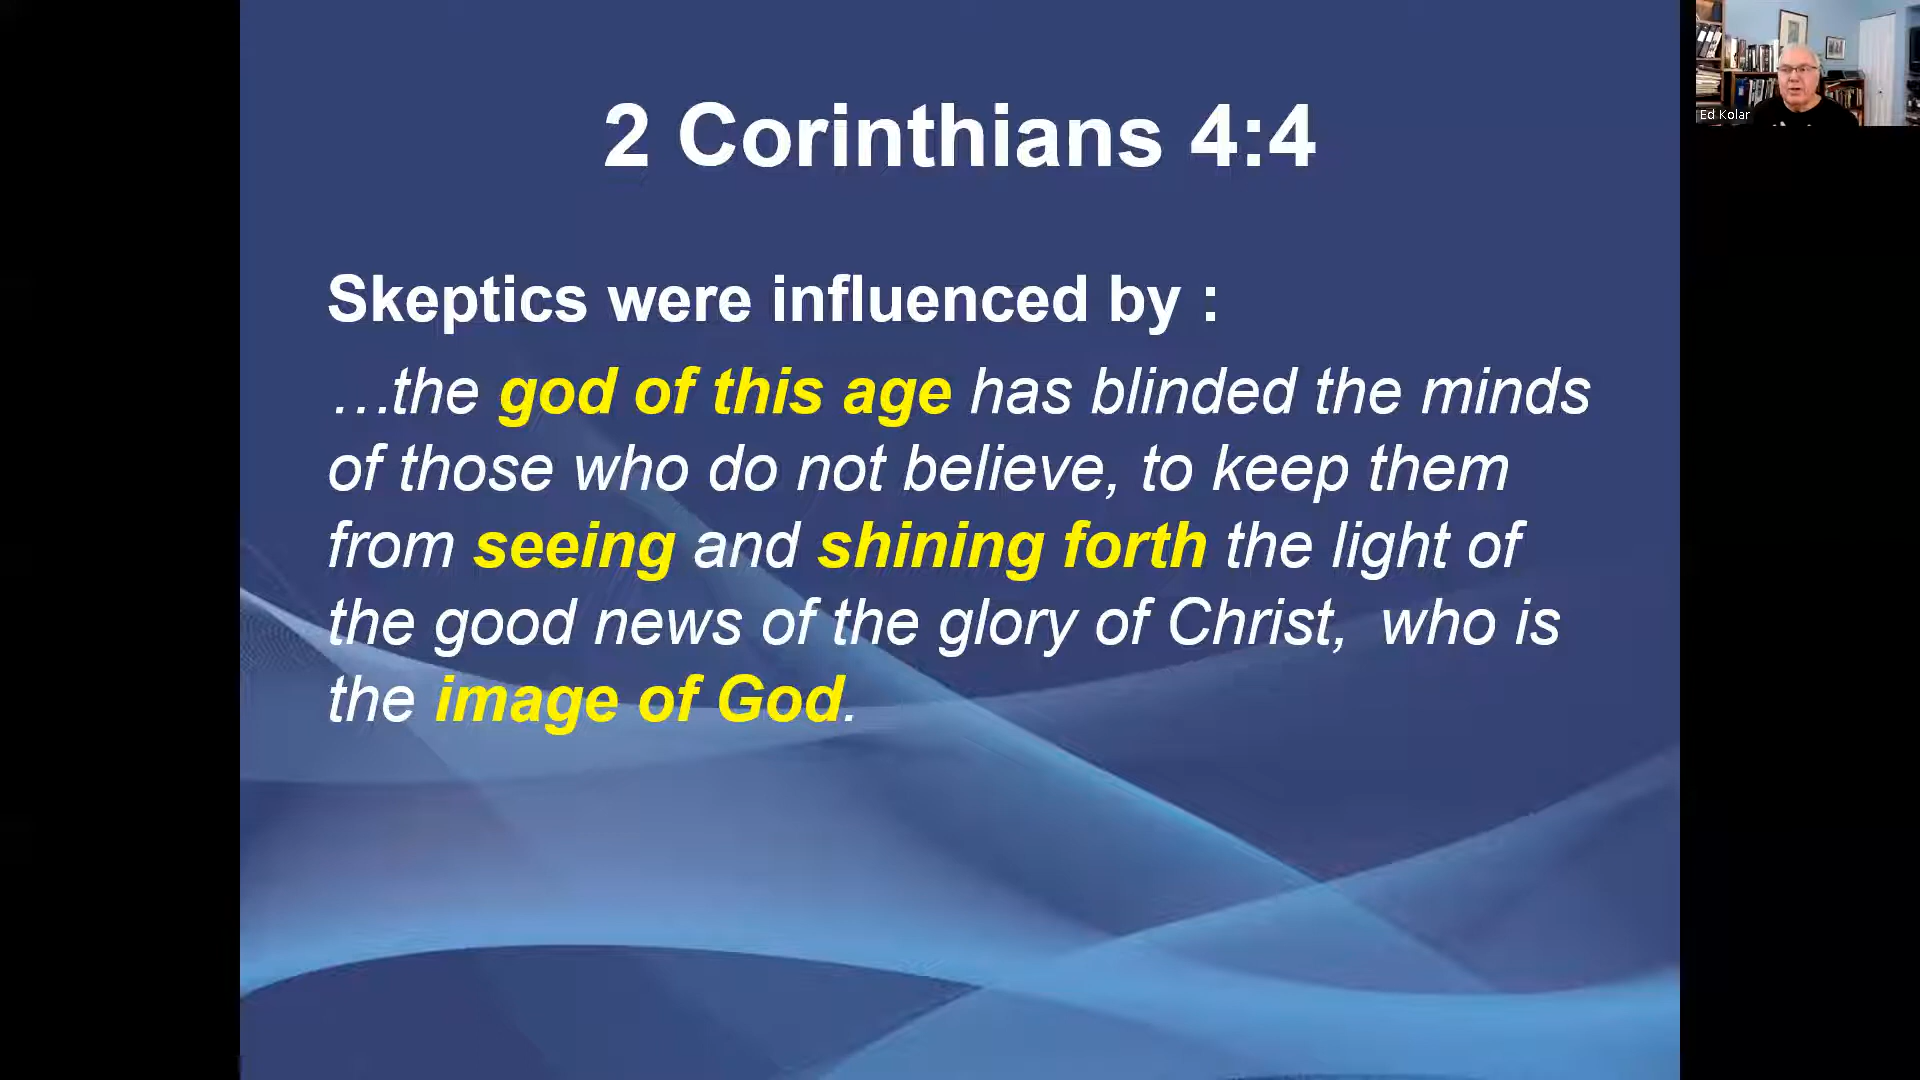 2 Corinthians 4:4
Skeptics were influenced by :
…the god of this age has blinded the minds
of those who do not believe, to keep them
from seeing and shining forth the light of
the good news of the glory of Christ, who is
the image of God.
Ed Kolar